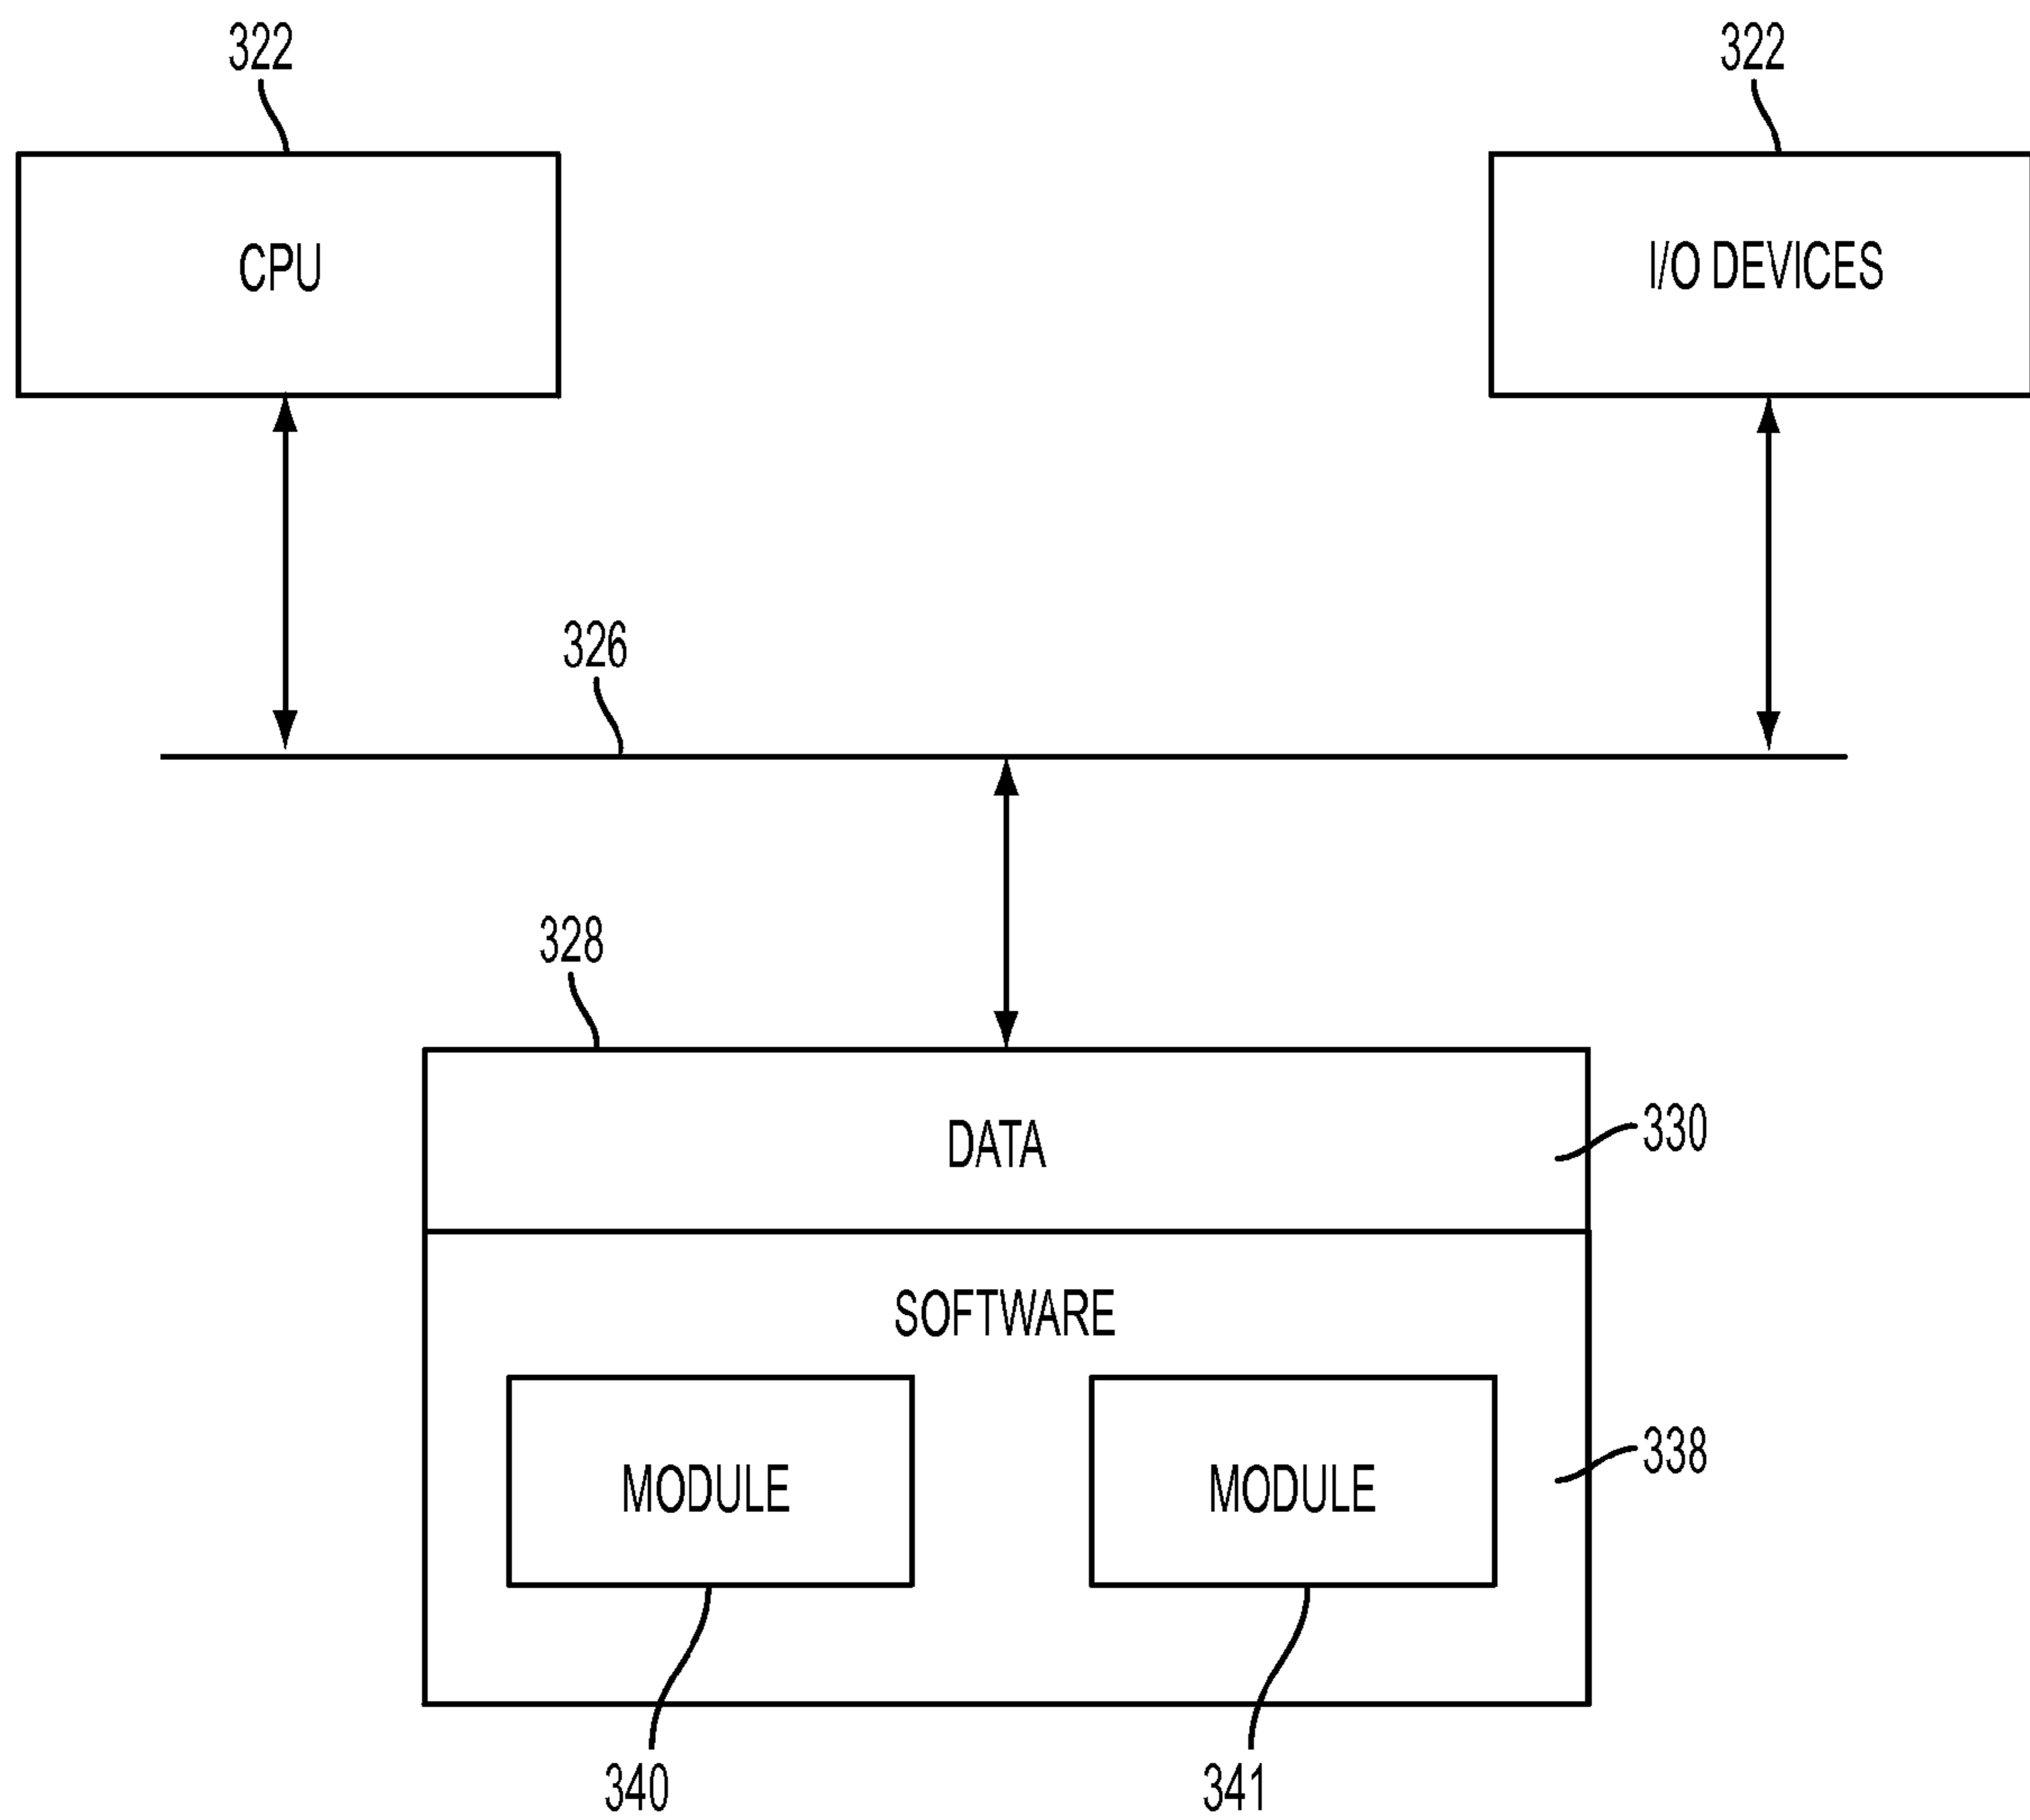 322
322
CPU
I/O DEVICES
326
328
DATA
330
SOFTWARE
MODULE
MODULE
338
340
341